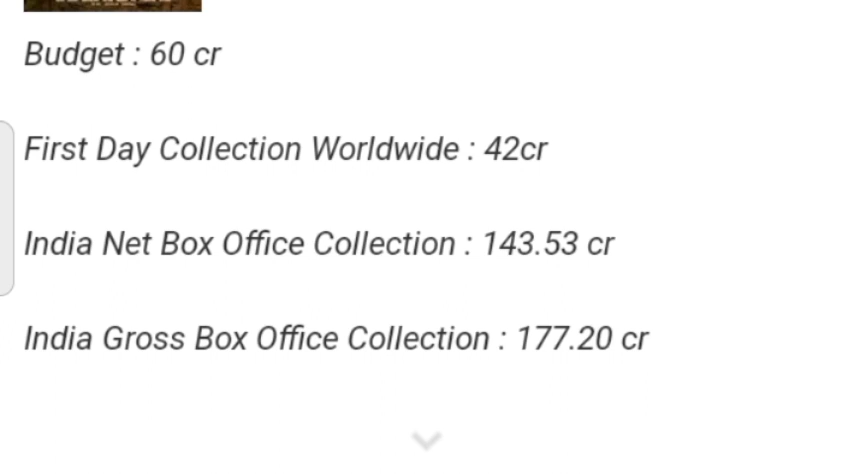 Budget : 60 cr
First Day Collection Worldwide : 42cr
India Net Box Office Collection : 143.53 cr
India Gross Box Office Collection : 177.20 cr